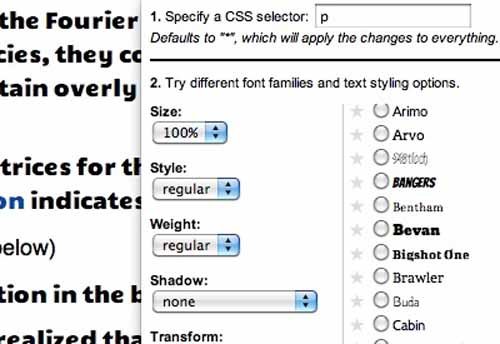 the Fourier
cies, they co
tain overly
trices for th
on indicates
elow)
tion in the b
realized tha
1. Specify a CSS selector: p
Defaults to "*", which will apply the changes to everything.
2. Try different font families and text styling options.
Size:
100%
Style:
regular
Weight:
regular
Shadow:
none
Transform:
Arimo
Arvo
BANGERS
Bentham
Bevan
Bigshot One
Brawler
Buda
Cabin